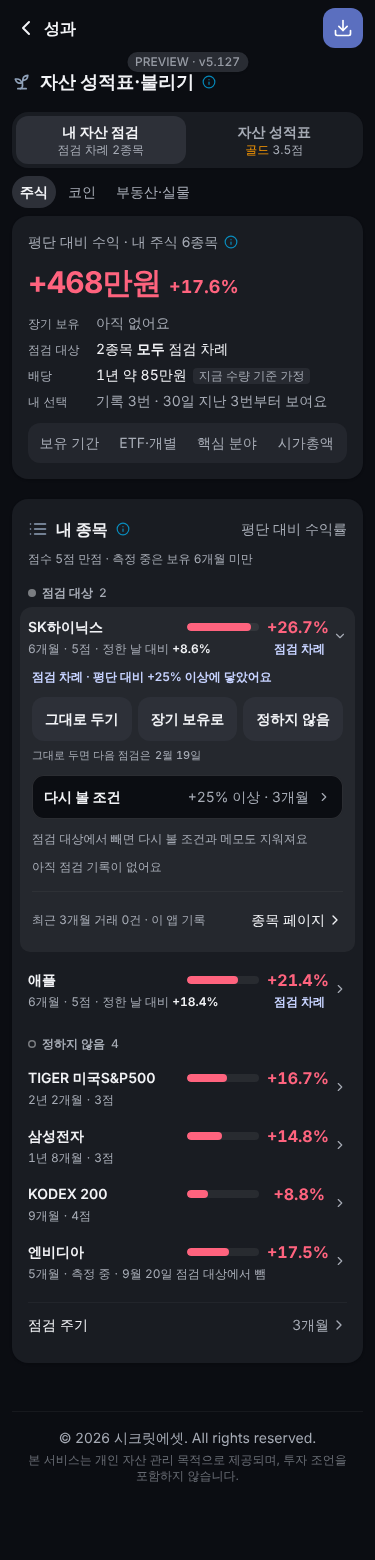 성과
PREVIEW · v5.127
자산 성적표·불리기
내 자산 점검
점검 차례 2종목
자산 성적표
골드 3.5점
주식
코인
부동산·실물
평단 대비 수익 · 내 주식 6종목
+468만원 +17.6%
장기 보유 아직 없어요
점검 대상 2종목 모두 점검 차례
배당 1년 약 85만원 지금 수량 기준 가정
내 선택 기록 3번 · 30일 지난 3번부터 보여요
보유 기간 ETF·개별 핵심 분야 시가총액
내 종목 평단 대비 수익률
점수 5점 만점 · 측정 중은 보유 6개월 미만
점검 대상 2
SK하이닉스 +26.7%
6개월 · 5점 · 정한 날 대비 +8.6% 점검 차례
점검 차례 · 평단 대비 +25% 이상에 닿았어요
그대로 두기 장기 보유로 정하지 않음
그대로 두면 다음 점검은 2월 19일
다시 볼 조건 +25% 이상 · 3개월
점검 대상에서 빼면 다시 볼 조건과 메모도 지워져요
아직 점검 기록이 없어요
최근 3개월 거래 0건 · 이 앱 기록 종목 페이지
애플 +21.4%
6개월 · 5점 · 정한 날 대비 +18.4% 점검 차례
정하지 않음 4
TIGER 미국S&P500 +16.7%
2년 2개월 · 3점
삼성전자 +14.8%
1년 8개월 · 3점
KODEX 200 +8.8%
9개월 · 4점
엔비디아 +17.5%
5개월 · 측정 중 · 9월 20일 점검 대상에서 뺌
점검 주기 3개월
© 2026 시크릿에셋. All rights reserved.
본 서비스는 개인 자산 관리 목적으로 제공되며, 투자 조언을
포함하지 않습니다.